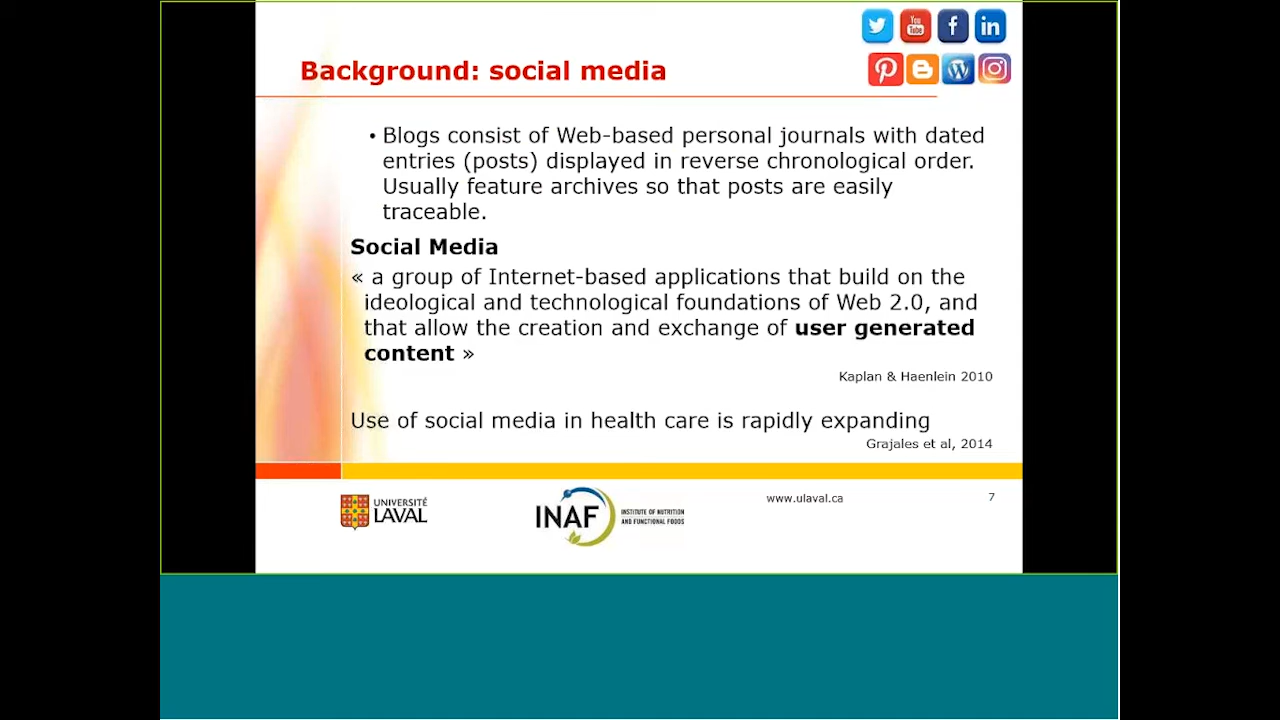 You
Tube
Background: social media
• Blogs consist of Web-based personal journals with dated
entries (posts) displayed in reverse chronological order.
Usually feature archives so that posts are easily
traceable.
Social Media
« a group of Internet-based applications that build on the
ideological and technological foundations of Web 2.0, and
that allow the creation and exchange of user generated
content »
Kaplan & Haenlein 2010
Use of social media in health care is rapidly expanding
Grajales et al, 2014
UNIVERSITÉ
LAVAL
INAF
INSTITUTE OF NUTRITION
AND FUNCTIONAL FOODS
www.ulaval.ca
7